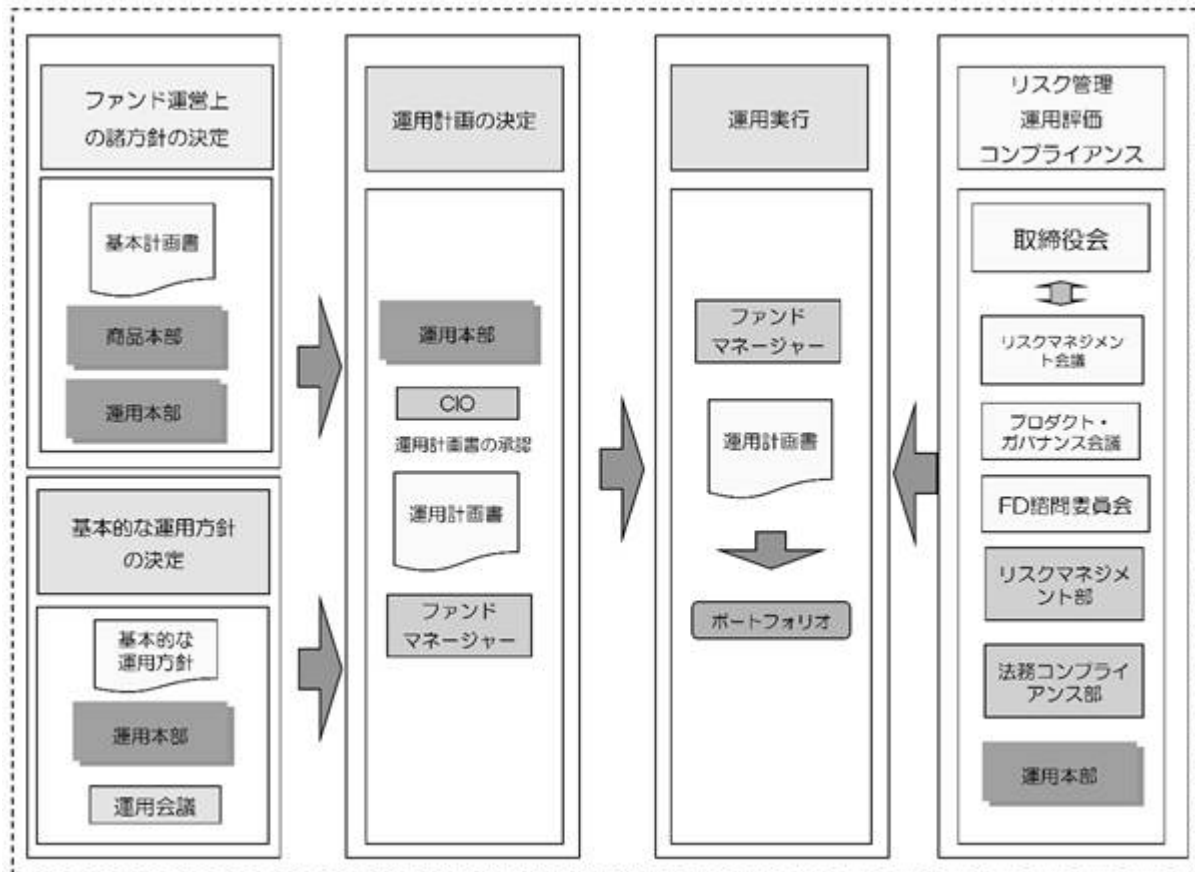 ファンド運営上
の諸方針の決定
基本計画書
商品本部
運用本部
基本的な運用方針
の決定
基本的な
運用方針
運用本部
運用会議
運用計画の決定
運用本部
CIO
運用計画書の承認
運用計画書
ファンド
マネージャー
運用実行
ファンド
マネージャー
運用計画書
ポートフォリオ
リスク管理
運用評価
コンプライアンス
取締役会
リスクマネジメン
ト会議
プロダクト・
ガバナンス会議
FD諮問委員会
リスクマネジメ
ント部
法務コンプライ
アンス部
運用本部